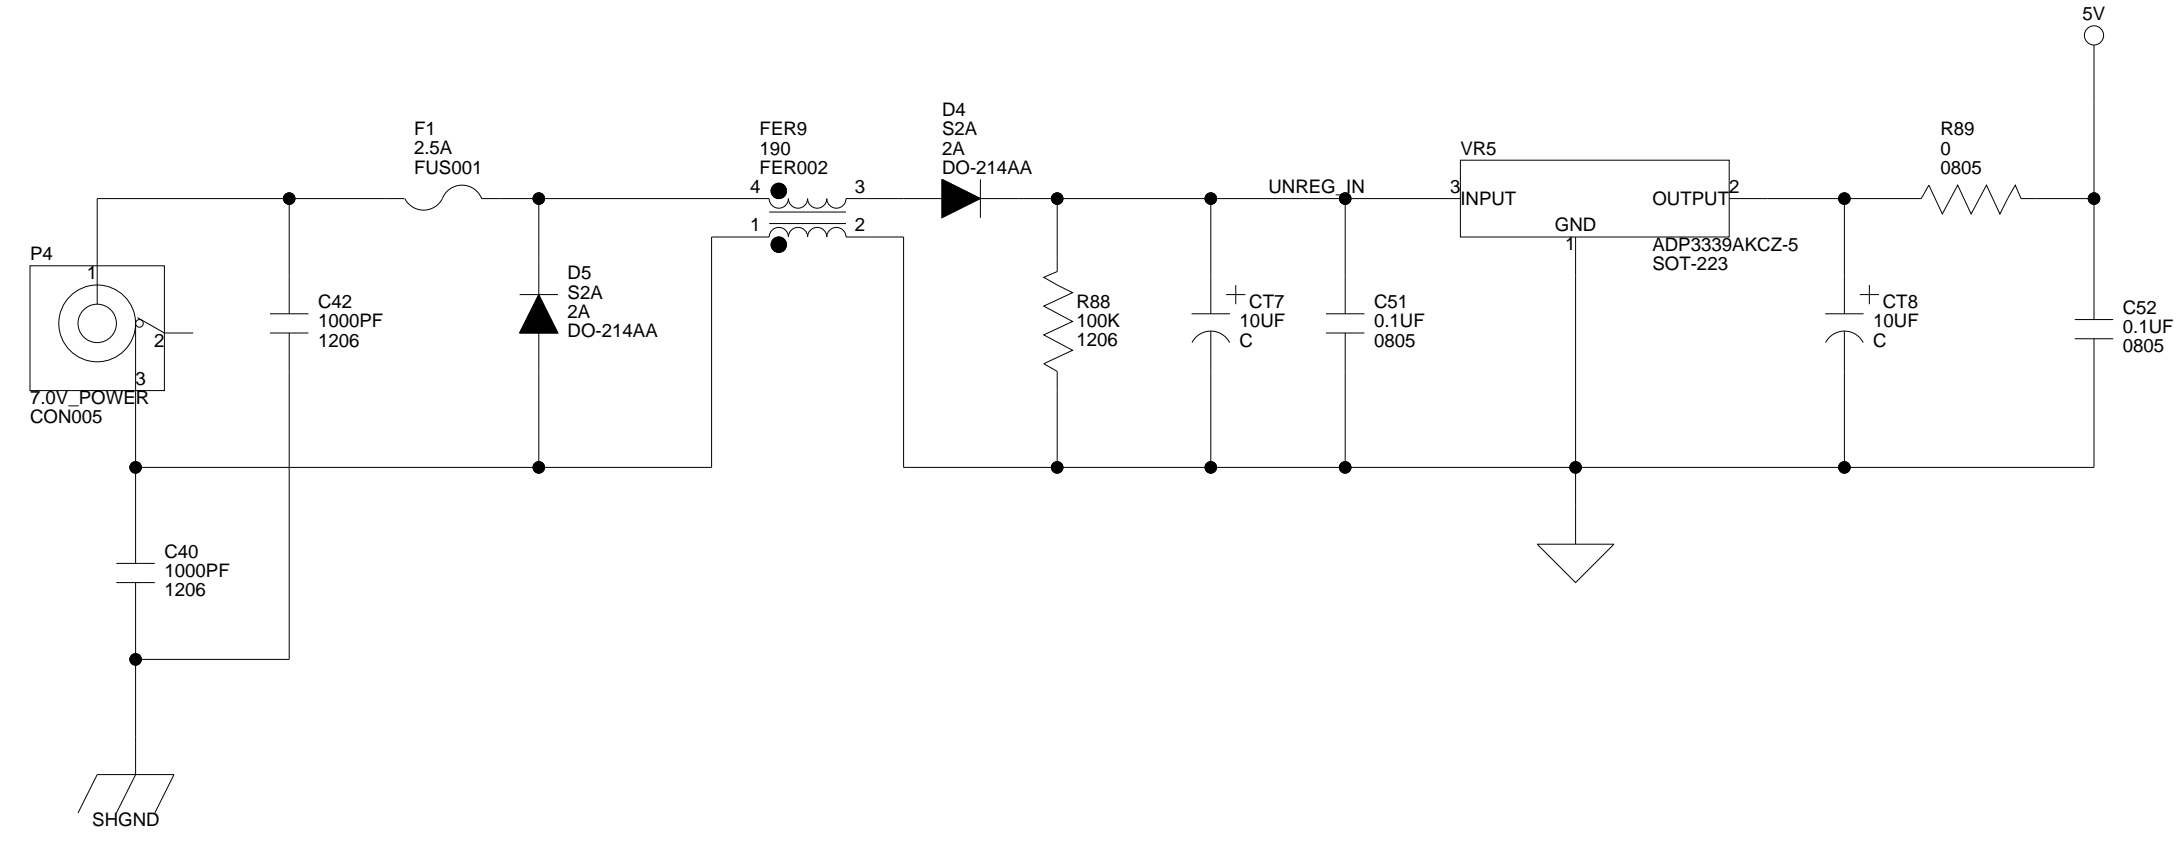 5V
F1
2.5A
FUS001
FER9
190
FER002
4
3
1
2
D4
S2A
2A
DO-214AA
UNREG_IN
VR5
3
INPUT
OUTPUT
2
GND
1
ADP3339AKCZ-5
SOT-223
R89
0
0805
P4
1
2
3
7.0V_POWER
CON005
C42
1000PF
1206
D5
S2A
2A
DO-214AA
R88
100K
1206
CT7
10UF
C
C51
0.1UF
0805
CT8
10UF
C
C52
0.1UF
0805
C40
1000PF
1206
SHGND